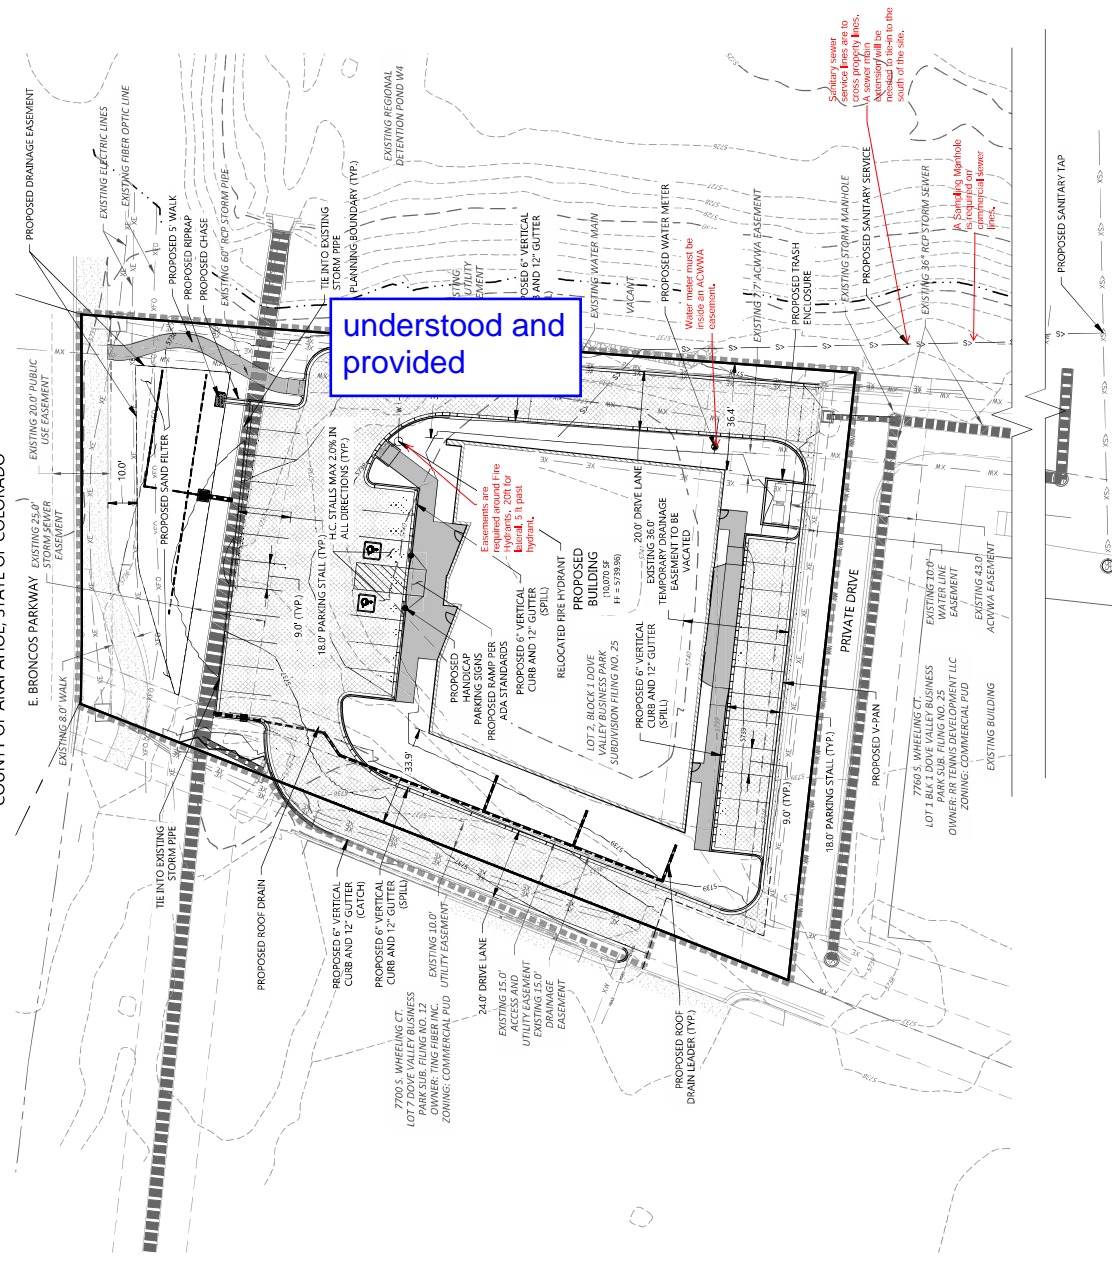 COUNTY OF ARAPAHOE, STATE OF COLORADO
E. BRONCOS PARKWAY
EXISTING 8.0' WALK
EXISTING 25.0'
STORM SEWER
EASEMENT
EXISTING 20.0' PUBLIC
USE EASEMENT
10.0'
PROPOSED DRAINAGE EASEMENT
EXISTING ELECTRIC LINES
EXISTING FIBER OPTIC LINE
PROPOSED 5' WALK
PROPOSED RIPRAP
PROPOSED CHASE
EXISTING 60" RCP STORM PIPE
TIE INTO EXISTING
STORM PIPE
PLANNING BOUNDARY (TYP.)
EXISTING REGIONAL
DETENTION POND W4
understood and
provided
PROPOSED SAND FILTER
9.0' (TYP.)
18.0' PARKING STALL (TYP.)
H.C. STALLS MAX 2.0% IN
ALL DIRECTIONS (TYP.)
UTILITY
EXISTING WATER MAIN
VACANT
PROPOSED WATER METER
Water meter must be
inside an ACWWA
easement.
EXISTING 7.7' ACWWA EASEMENT
PROPOSED TRASH
ENCLOSURE
EXISTING STORM MANHOLE
PROPOSED SANITARY SERVICE
EXISTING 36" RCP STORM SEWER
Sanitary sewer
service lines are to
cross property lines.
A sewer main
extension will be
needed to tie-in to the
south of the site.
A Sampling Manhole
is required on
commercial sewer
lines.
PROPOSED SANITARY TAP
Easements are
required around Fire
Hydrants. 20ft for
lateral, 5 ft past
hydrant.
PROPOSED
HANDICAP
PARKING SIGNS
PROPOSED RAMP PER
ADA STANDARDS
PROPOSED 6" VERTICAL
CURB AND 12" GUTTER
(SPILL)
RELOCATED FIRE HYDRANT
PROPOSED
BUILDING
(10,070 SF
FF = 5739.96)
LOT 2, BLOCK 1 DOVE
VALLEY BUSINESS PARK
SUBDIVISION FILING NO. 25
20.0' DRIVE LANE
EXISTING 36.0'
TEMPORARY DRAINAGE
EASEMENT TO BE
VACATED
36.4'
PROPOSED 6" VERTICAL
CURB AND 12" GUTTER
(SPILL)
9.0' (TYP.)
18.0' PARKING STALL (TYP.)
PRIVATE DRIVE
PROPOSED V-PAN
7760 S. WHEELING CT.
LOT 1 BLK 1 DOVE VALLEY BUSINESS
PARK SUB. FILING NO. 25
OWNER: RR TENNIS DEVELOPMENT LLC
ZONING: COMMERCIAL PUD
EXISTING BUILDING
EXISTING 10.0'
WATER LINE
EASEMENT
EXISTING 43.0'
ACWWA EASEMENT
33.9'
TIE INTO EXISTING
STORM PIPE
PROPOSED ROOF DRAIN
PROPOSED 6" VERTICAL
CURB AND 12" GUTTER
(CATCH)
PROPOSED 6" VERTICAL
CURB AND 12" GUTTER
(SPILL)
EXISTING 10.0'
UTILITY EASEMENT
7700 S. WHEELING CT.
LOT 7 DOVE VALLEY BUSINESS
PARK SUB. FILING NO. 12
OWNER: TING FIBER INC.
ZONING: COMMERCIAL PUD
24.0' DRIVE LANE
EXISTING 15.0'
ACCESS AND
UTILITY EASEMENT
EXISTING 15.0'
DRAINAGE
EASEMENT
PROPOSED ROOF
DRAIN LEADER (TYP.)